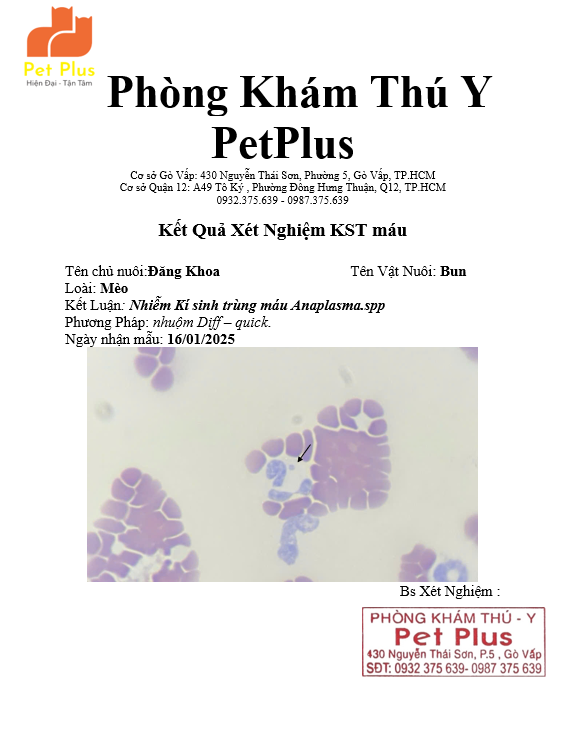 Pet Plus
Hiện Đại - Tận Tâm
Phòng Khám Thú Y
PetPlus
Cơ sở Gò Vấp: 430 Nguyễn Thái Sơn, Phường 5, Gò Vấp, TP.HCM
Cơ sở Quận 12: A49 Tô Ký , Phường Đông Hưng Thuận, Q12, TP.HCM
0932.375.639 - 0987.375.639
Kết Quả Xét Nghiệm KST máu
Tên chủ nuôi:Đăng Khoa Tên Vật Nuôi: Bun
Loài: Mèo
Kết Luận: Nhiễm Kí sinh trùng máu Anaplasma.spp
Phương Pháp: nhuộm Diff – quick.
Ngày nhận mẫu: 16/01/2025
Bs Xét Nghiệm :
PHÒNG KHÁM THÚ - Y
Pet Plus
430 Nguyễn Thái Sơn, P.5 , Gò Vấp
SĐT: 0932 375 639- 0987 375 639